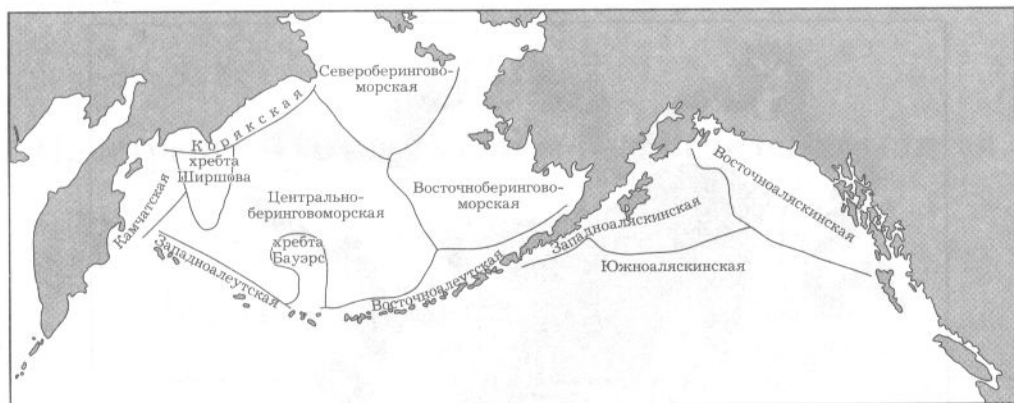 Североберингово-
морская
Корякская
хребта
Ширшова
Камчатская
Центрально-
беринговоморская
Восточноберингово-
морская
хребта
Бауэрс
Западноалеутская
Восточноалеутская
Западноаляскинская
Восточноаляскинская
Южноаляскинская